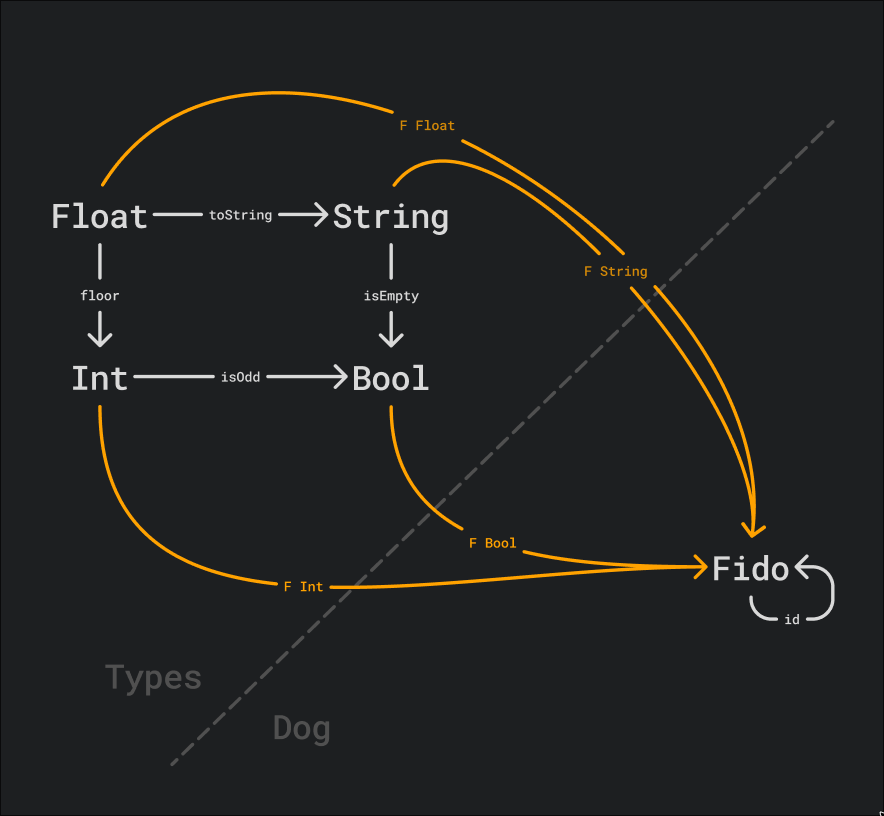 F Float
Float toString String
F String
floor isEmpty
Int isOdd Bool
F Bool
Fido
F Int
id
Types
Dog